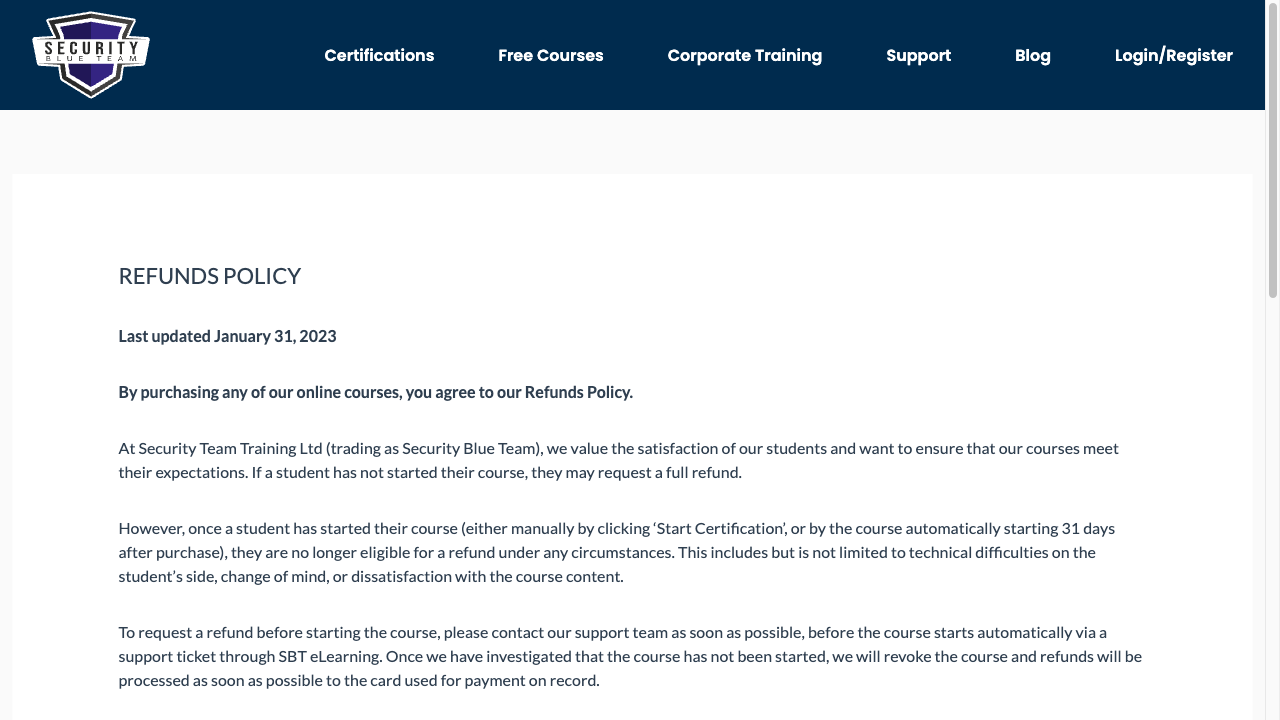 SECURITY
BLUE TEAM
Certifications
Free Courses
Corporate Training
Support
Blog
Login/Register
REFUNDS POLICY
Last updated January 31, 2023
By purchasing any of our online courses, you agree to our Refunds Policy.
At Security Team Training Ltd (trading as Security Blue Team), we value the satisfaction of our students and want to ensure that our courses meet
their expectations. If a student has not started their course, they may request a full refund.
However, once a student has started their course (either manually by clicking ‘Start Certification’, or by the course automatically starting 31 days
after purchase), they are no longer eligible for a refund under any circumstances. This includes but is not limited to technical difficulties on the
student’s side, change of mind, or dissatisfaction with the course content.
To request a refund before starting the course, please contact our support team as soon as possible, before the course starts automatically via a
support ticket through SBT eLearning. Once we have investigated that the course has not been started, we will revoke the course and refunds will be
processed as soon as possible to the card used for payment on record.